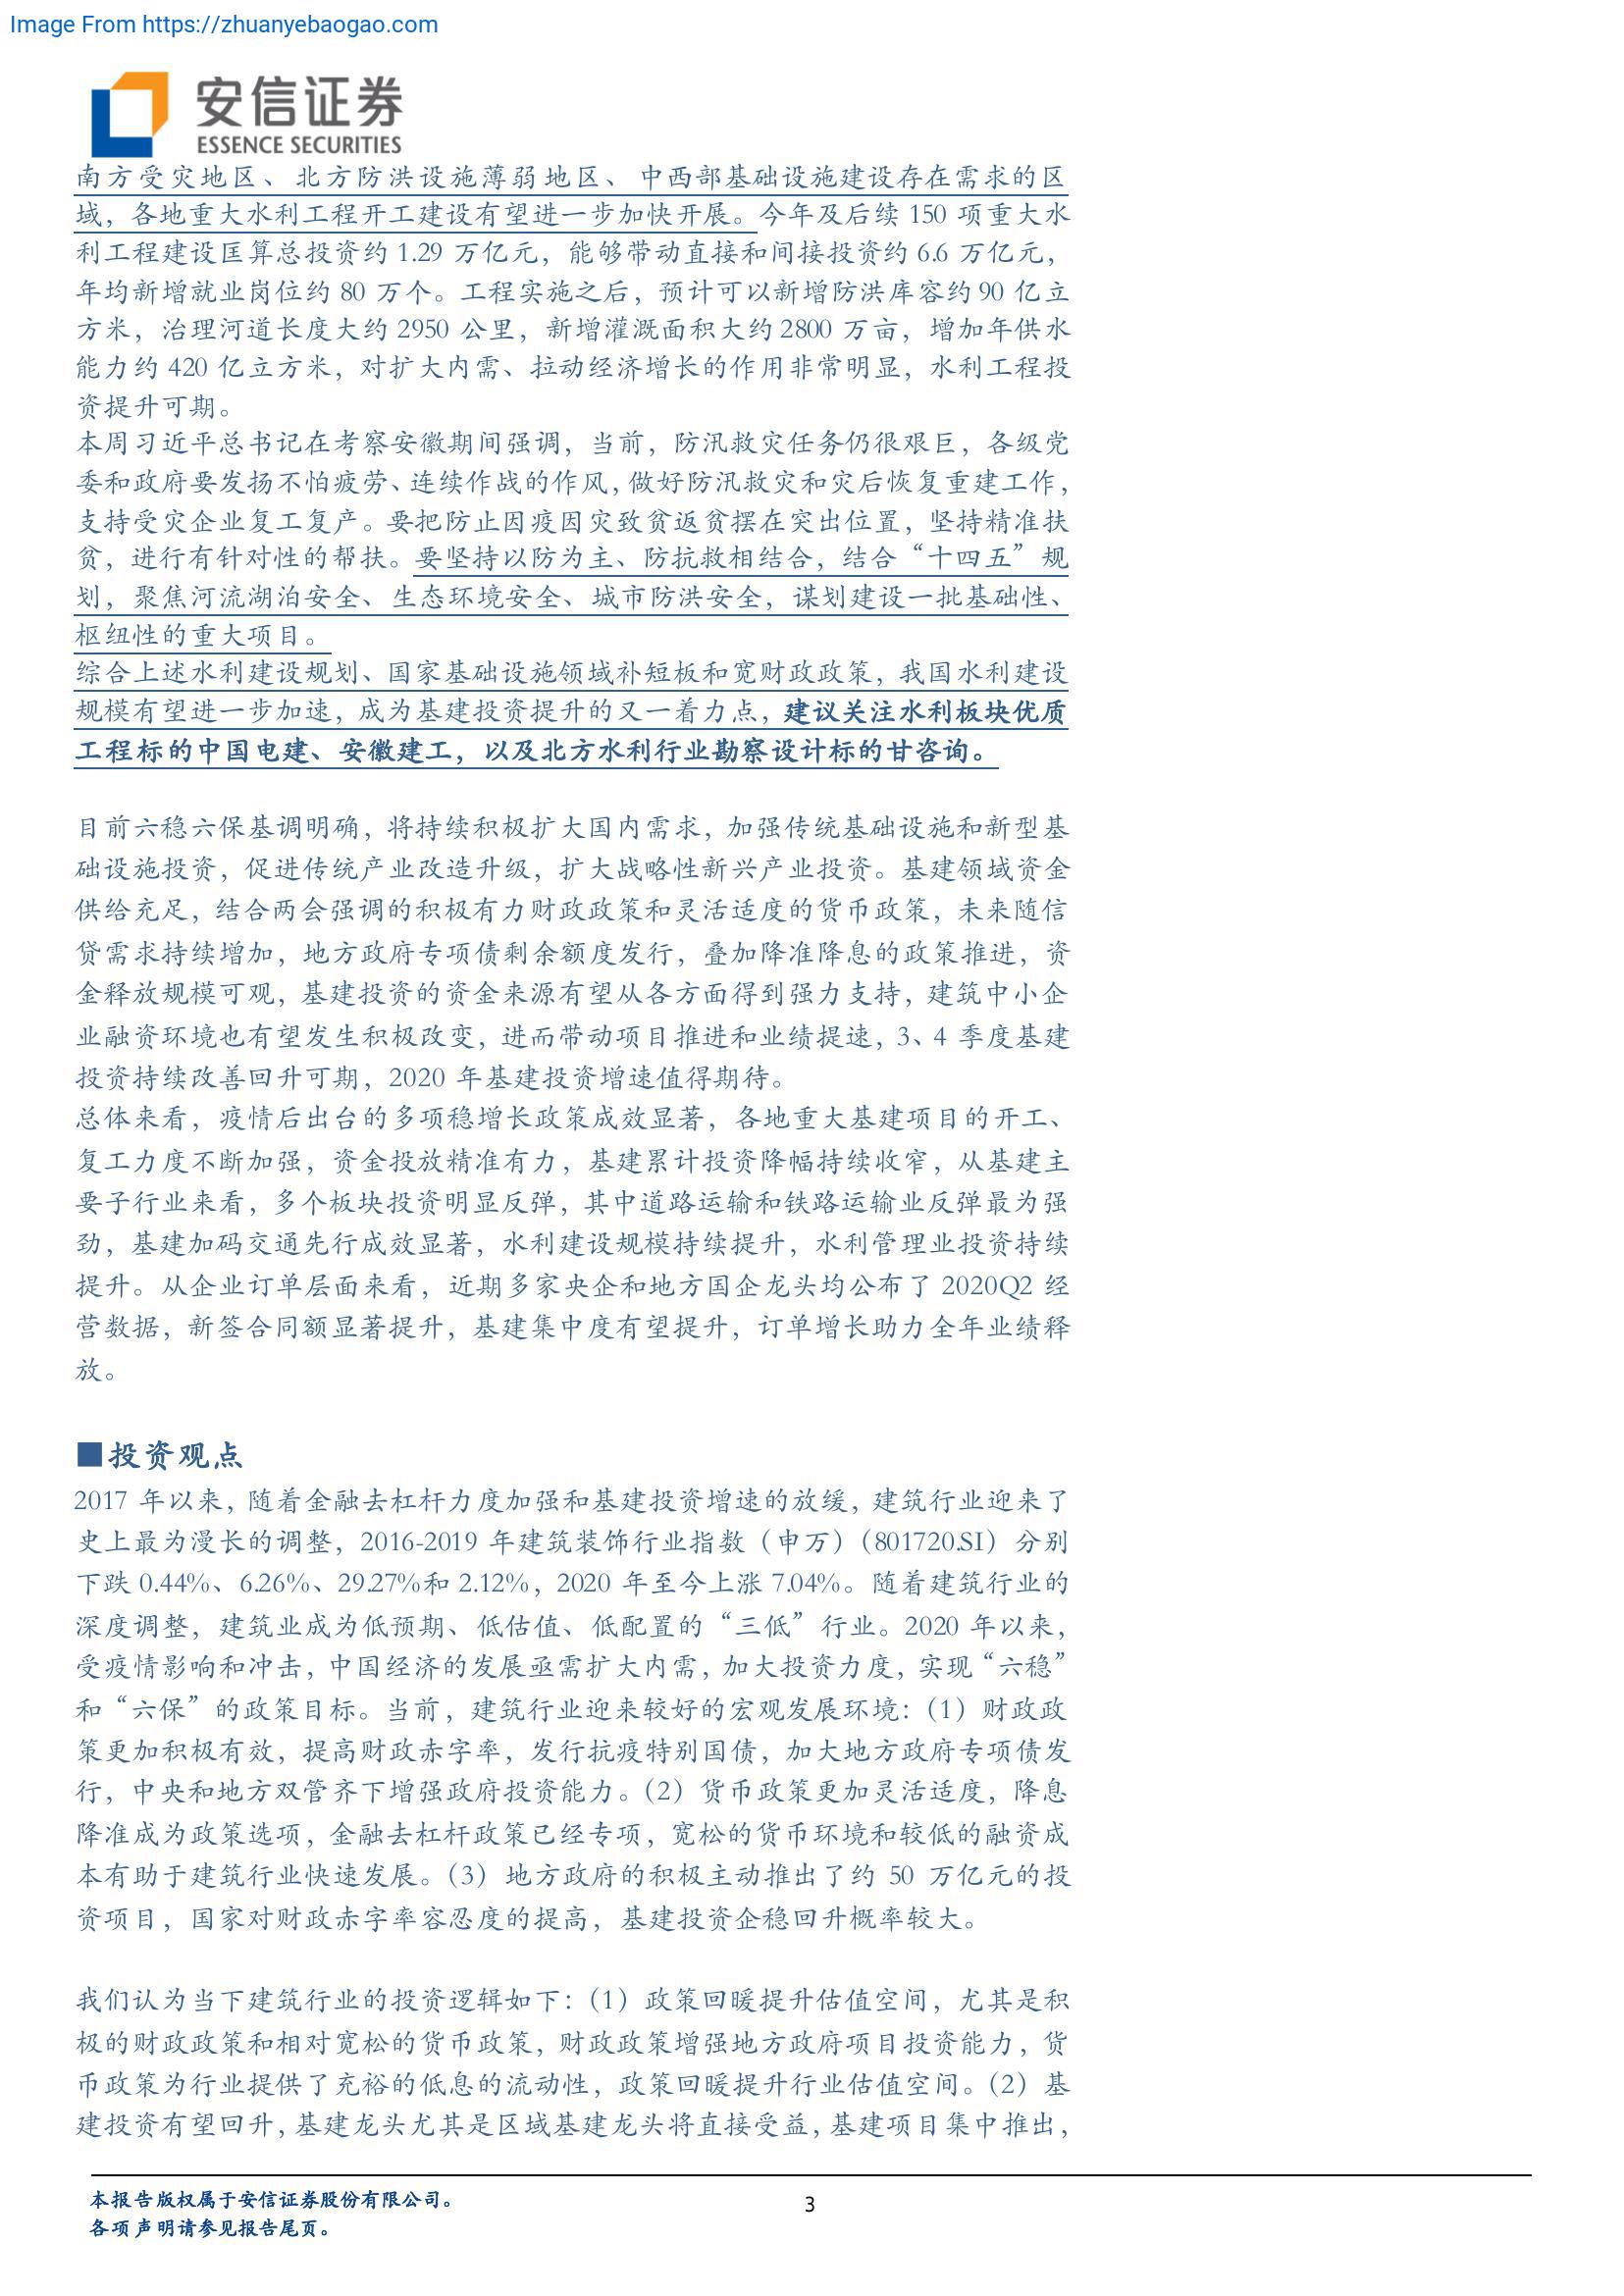 Image From https://zhuanyebaogao.com
安信证券
ESSENCE SECURITIES
南方受灾地区、北方防洪设施薄弱地区、中西部基础设施建设存在需求的区
域，各地重大水利工程开工建设有望进一步加快开展。今年及后续 150 项重大水
利工程建设匡算总投资约 1.29 万亿元，能够带动直接和间接投资约 6.6 万亿元，
年均新增就业岗位约 80 万个。工程实施之后，预计可以新增防洪库容约 90 亿立
方米，治理河道长度大约 2950 公里，新增灌溉面积大约 2800 万亩，增加年供水
能力约 420 亿立方米，对扩大内需、拉动经济增长的作用非常明显，水利工程投
资提升可期。
本周习近平总书记在考察安徽期间强调，当前，防汛救灾任务仍很艰巨，各级党
委和政府要发扬不怕疲劳、连续作战的作风，做好防汛救灾和灾后恢复重建工作，
支持受灾企业复工复产。要把防止因疫因灾致贫返贫摆在突出位置，坚持精准扶
贫，进行有针对性的帮扶。要坚持以防为主、防抗救相结合，结合“十四五”规
划，聚焦河流湖泊安全、生态环境安全、城市防洪安全，谋划建设一批基础性、
枢纽性的重大项目。
综合上述水利建设规划、国家基础设施领域补短板和宽财政政策，我国水利建设
规模有望进一步加速，成为基建投资提升的又一着力点，建议关注水利板块优质
工程标的中国电建、安徽建工，以及北方水利行业勘察设计标的甘咨询。
目前六稳六保基调明确，将持续积极扩大国内需求，加强传统基础设施和新型基
础设施投资，促进传统产业改造升级，扩大战略性新兴产业投资。基建领域资金
供给充足，结合两会强调的积极有力财政政策和灵活适度的货币政策，未来随信
贷需求持续增加，地方政府专项债剩余额度发行，叠加降准降息的政策推进，资
金释放规模可观，基建投资的资金来源有望从各方面得到强力支持，建筑中小企
业融资环境也有望发生积极改变，进而带动项目推进和业绩提速，3、4 季度基建
投资持续改善回升可期，2020 年基建投资增速值得期待。
总体来看，疫情后出台的多项稳增长政策成效显著，各地重大基建项目的开工、
复工力度不断加强，资金投放精准有力，基建累计投资降幅持续收窄，从基建主
要子行业来看，多个板块投资明显反弹，其中道路运输和铁路运输业反弹最为强
劲，基建加码交通先行成效显著，水利建设规模持续提升，水利管理业投资持续
提升。从企业订单层面来看，近期多家央企和地方国企龙头均公布了 2020Q2 经
营数据，新签合同额显著提升，基建集中度有望提升，订单增长助力全年业绩释
放。
■投资观点
2017 年以来，随着金融去杠杆力度加强和基建投资增速的放缓，建筑行业迎来了
史上最为漫长的调整，2016-2019 年建筑装饰行业指数（申万）（801720.SI）分别
下跌 0.44%、6.26%、29.27%和 2.12%，2020 年至今上涨 7.04%。随着建筑行业的
深度调整，建筑业成为低预期、低估值、低配置的“三低”行业。2020 年以来，
受疫情影响和冲击，中国经济的发展亟需扩大内需，加大投资力度，实现“六稳”
和“六保”的政策目标。当前，建筑行业迎来较好的宏观发展环境：（1）财政政
策更加积极有效，提高财政赤字率，发行抗疫特别国债，加大地方政府专项债发
行，中央和地方双管齐下增强政府投资能力。（2）货币政策更加灵活适度，降息
降准成为政策选项，金融去杠杆政策已经专项，宽松的货币环境和较低的融资成
本有助于建筑行业快速发展。（3）地方政府的积极主动推出了约 50 万亿元的投
资项目，国家对财政赤字率容忍度的提高，基建投资企稳回升概率较大。
我们认为当下建筑行业的投资逻辑如下：（1）政策回暖提升估值空间，尤其是积
极的财政政策和相对宽松的货币政策，财政政策增强地方政府项目投资能力，货
币政策为行业提供了充裕的低息的流动性，政策回暖提升行业估值空间。（2）基
建投资有望回升，基建龙头尤其是区域基建龙头将直接受益，基建项目集中推出，
本报告版权属于安信证券股份有限公司。
3
各项声明请参见报告尾页。